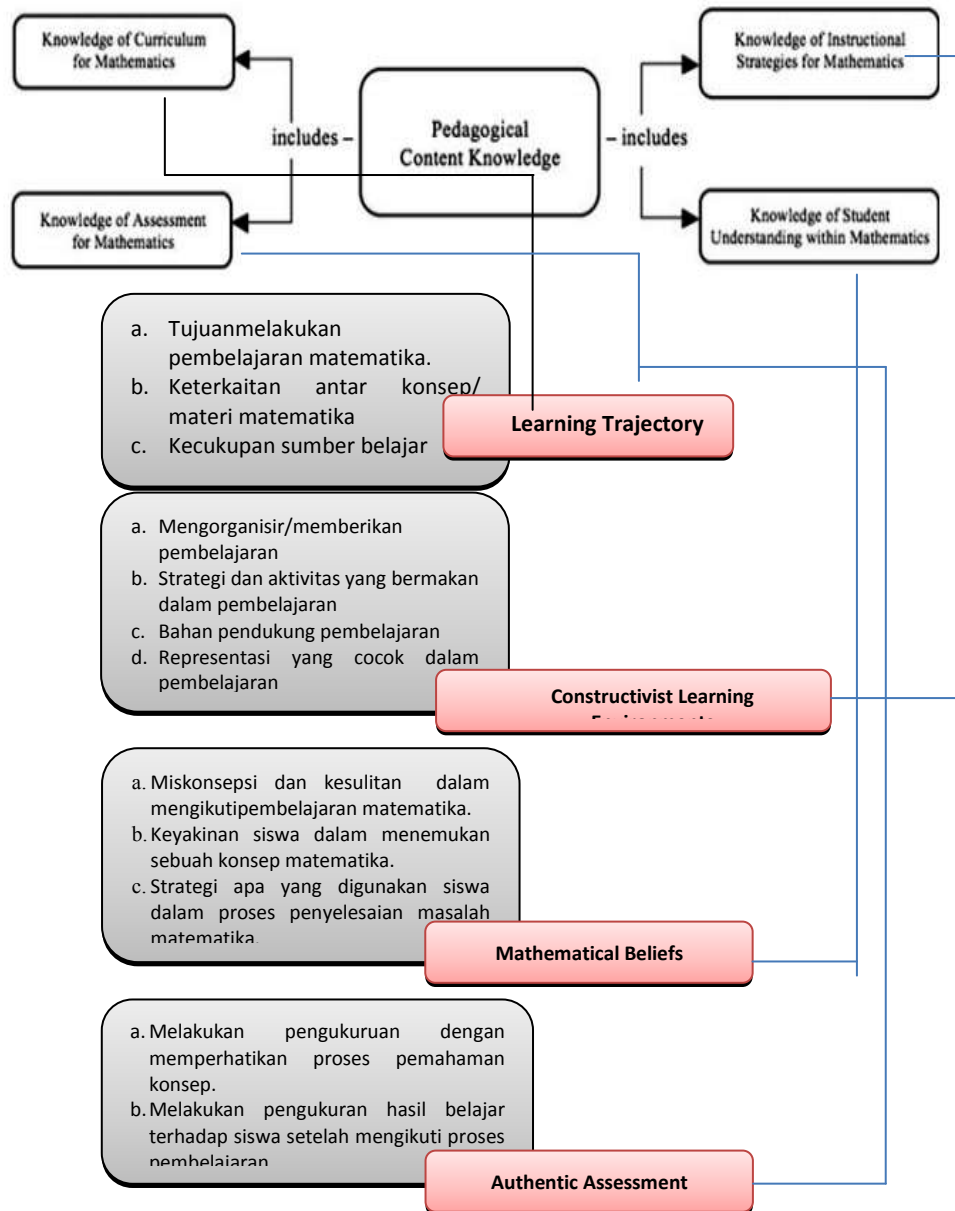 Knowledge of Curriculum
for Mathematics
Knowledge of Instructional
Strategies for Mathematics
includes –
Pedagogical
Content Knowledge
– includes
Knowledge of Assessment
for Mathematics
Knowledge of Student
Understanding within Mathematics
a. Tujuanmelakukan
pembelajaran matematika.
b. Keterkaitan antar konsep/
materi matematika
c. Kecukupan sumber belajar
Learning Trajectory
a. Mengorganisir/memberikan
pembelajaran
b. Strategi dan aktivitas yang bermakan
dalam pembelajaran
c. Bahan pendukung pembelajaran
d. Representasi yang cocok dalam
pembelajaran
Constructivist Learning
a. Miskonsepsi dan kesulitan dalam
mengikutipembelajaran matematika.
b. Keyakinan siswa dalam menemukan
sebuah konsep matematika.
c. Strategi apa yang digunakan siswa
dalam proses penyelesaian masalah
matematika.
Mathematical Beliefs
a. Melakukan pengukuruan dengan
memperhatikan proses pemahaman
konsep.
b. Melakukan pengukuran hasil belajar
terhadap siswa setelah mengikuti proses
pembelajaran
Authentic Assessment